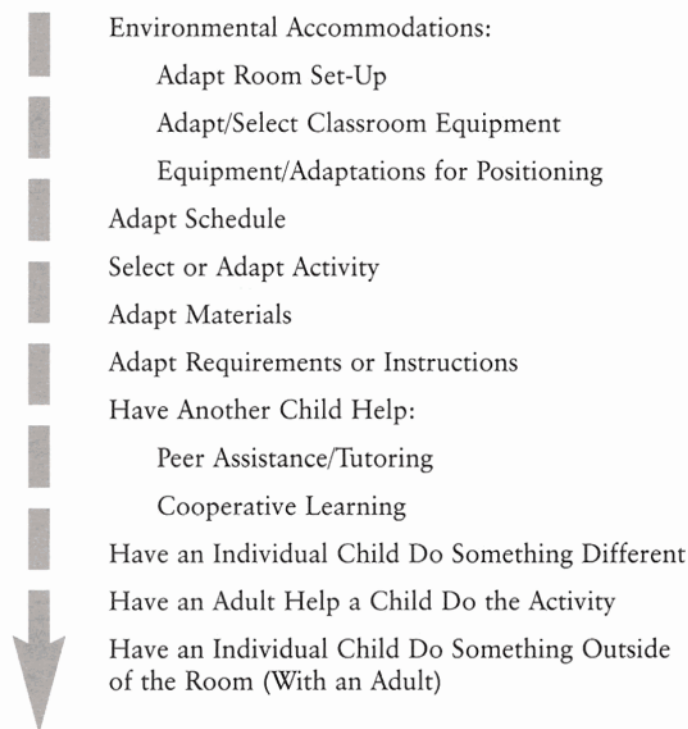 Environmental Accommodations:
Adapt Room Set-Up
Adapt/Select Classroom Equipment
Equipment/Adaptations for Positioning
Adapt Schedule
Select or Adapt Activity
Adapt Materials
Adapt Requirements or Instructions
Have Another Child Help:
Peer Assistance/Tutoring
Cooperative Learning
Have an Individual Child Do Something Different
Have an Adult Help a Child Do the Activity
Have an Individual Child Do Something Outside
of the Room (With an Adult)